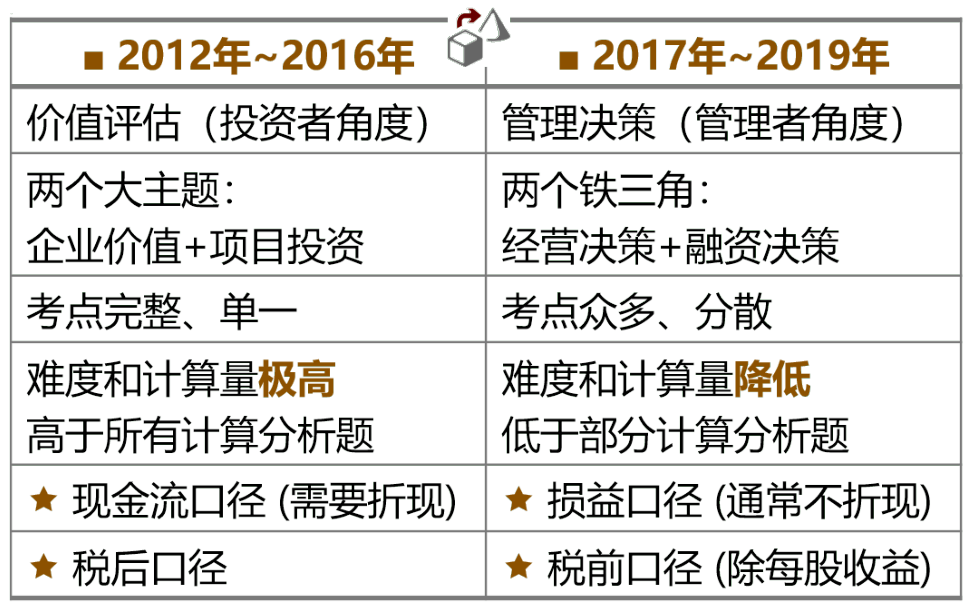 ■ 2012年~2016年
■ 2017年~2019年
价值评估（投资者角度）
管理决策（管理者角度）
两个大主题：
企业价值+项目投资
两个铁三角：
经营决策+融资决策
考点完整、单一
考点众多、分散
难度和计算量极高
高于所有计算分析题
难度和计算量降低
低于部分计算分析题
★ 现金流口径 (需要折现)
★ 损益口径 (通常不折现)
★ 税后口径
★ 税前口径 (除每股收益)